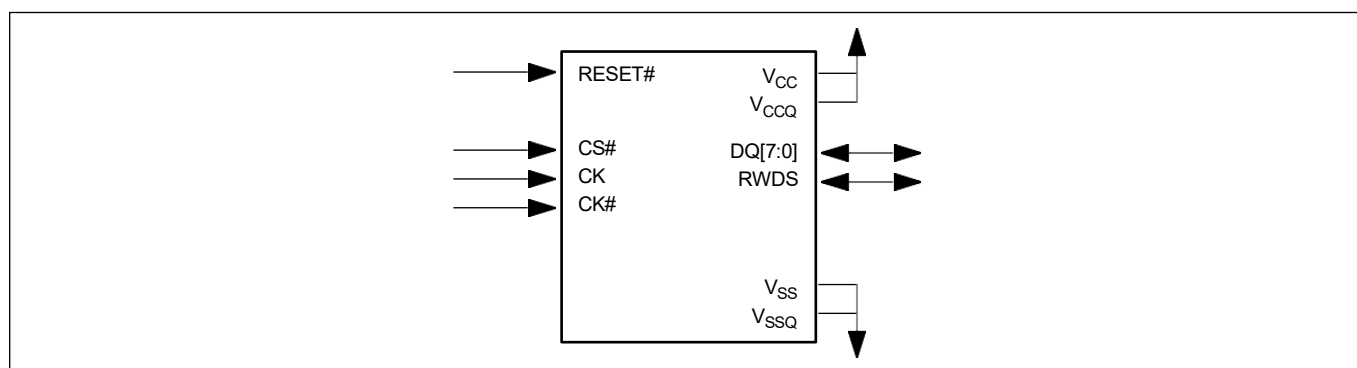 RESET#
CS#
CK
CK#
VCC
VCCQ
DQ[7:0]
RWDS
VSS
VSSQ